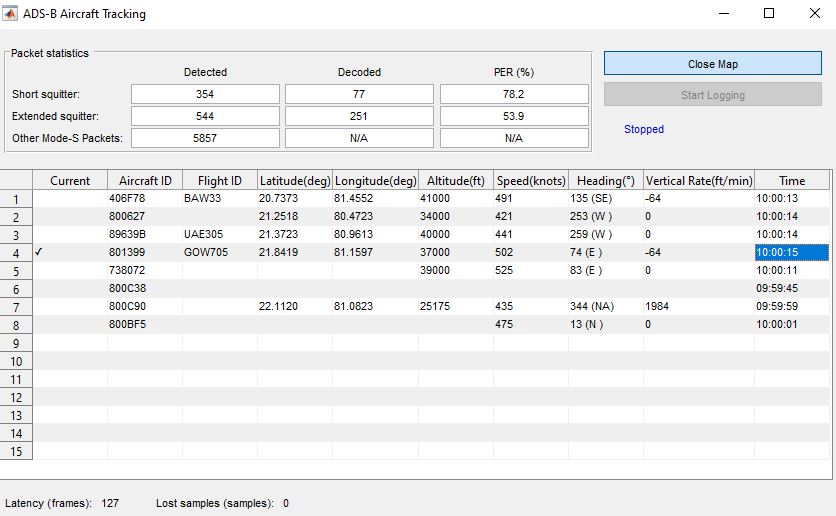 ADS-B Aircraft Tracking
Packet statistics
Detected Decoded PER (%)
Short squitter: 354 77 78.2
Extended squitter: 544 251 53.9
Other Mode-S Packets: 5857 N/A N/A
Close Map
Start Logging
Stopped
Current Aircraft ID Flight ID Latitude(deg) Longitude(deg) Altitude(ft) Speed(knots) Heading(°) Vertical Rate(ft/min) Time
1 406F78 BAW33 20.7373 81.4552 41000 491 135 (SE) -64 10:00:13
2 800627 21.2518 80.4723 34000 421 253 (W ) 0 10:00:14
3 89639B UAE305 21.3723 80.9613 40000 441 259 (W ) 0 10:00:14
4 ✓ 801399 GOW705 21.8419 81.1597 37000 502 74 (E ) -64 10:00:15
5 738072 39000 525 83 (E ) 0 10:00:11
6 800C38 09:59:45
7 800C90 22.1120 81.0823 25175 435 344 (NA) 1984 09:59:59
8 800BF5 475 13 (N ) 0 10:00:01
9
10
11
12
13
14
15
Latency (frames): 127 Lost samples (samples): 0